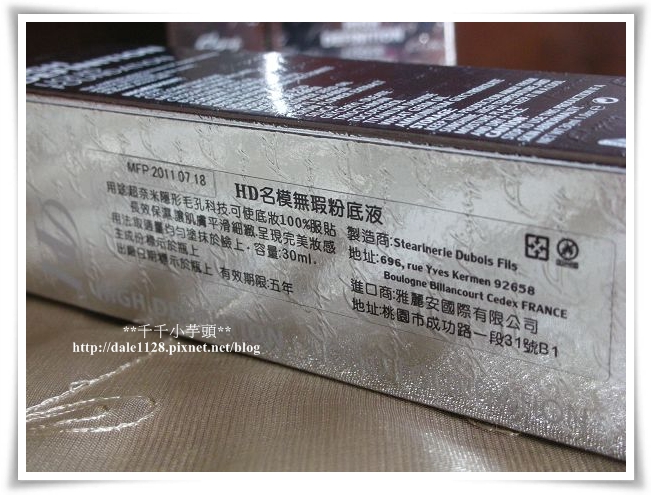 MFP 2011 07 18
HD名模無瑕粉底液
用途:超奈米隱形毛孔科技,可使底妝100%服貼
長效保濕,讓肌膚平滑細緻,呈現完美妝感
用法:取適量均勻塗抹於臉上.容量:30ml.
主成份標示於瓶上
出廠日期標示於瓶上 有效期限:五年
製造商:Stearinerie Dubois Fils
地址:696, rue Yves Kermen 92658
Boulogne Billancourt Cedex FRANCE
進口商:雅麗安國際有限公司
地址:桃園市成功路一段31號B1
**千千小芋頭**
http://dale1128.pixnet.net/blog